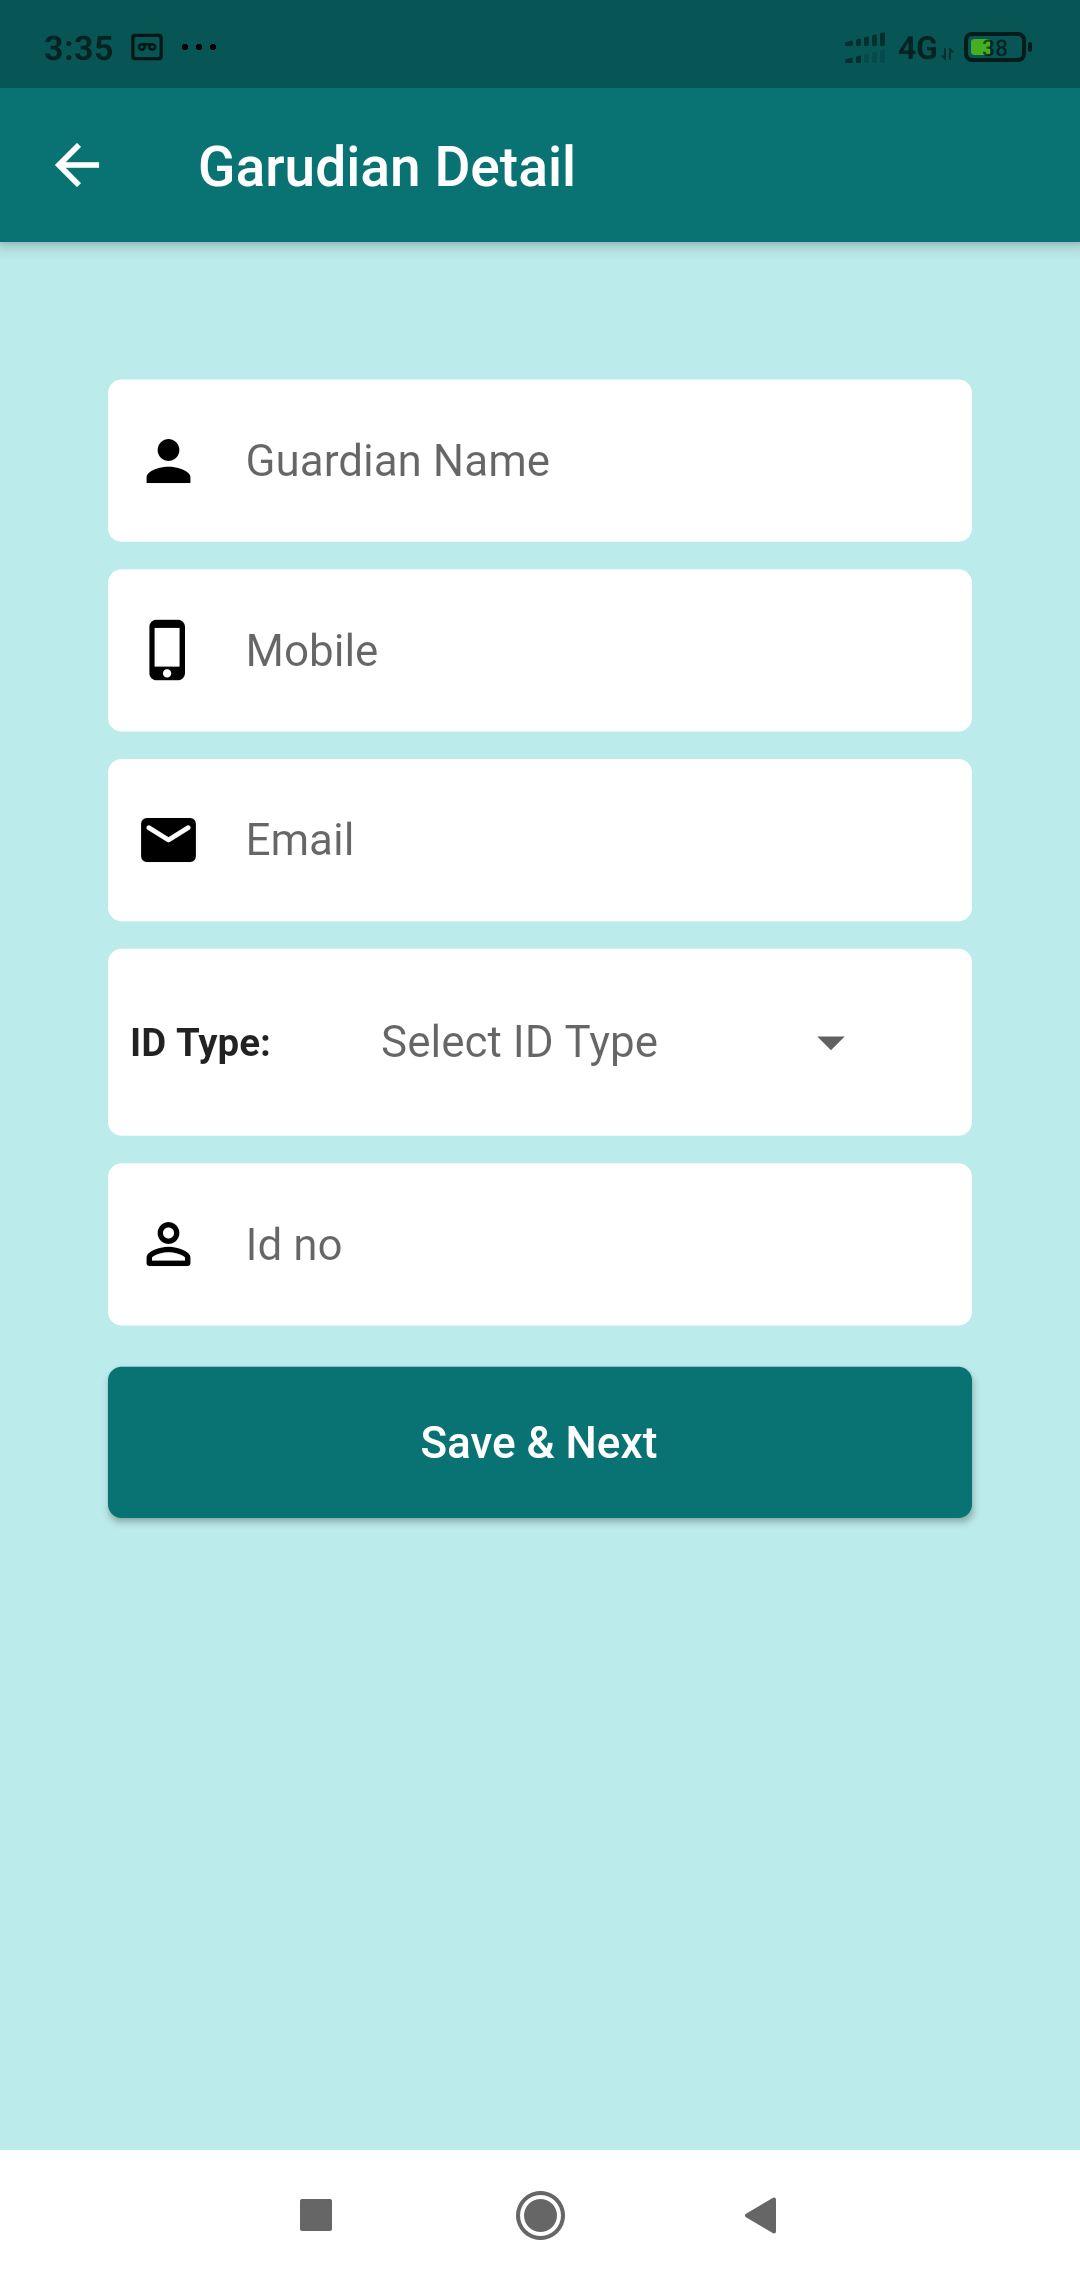 3:35 ... 4G 38
Garudian Detail
Guardian Name
Mobile
Email
ID Type: Select ID Type
Id no
Save & Next